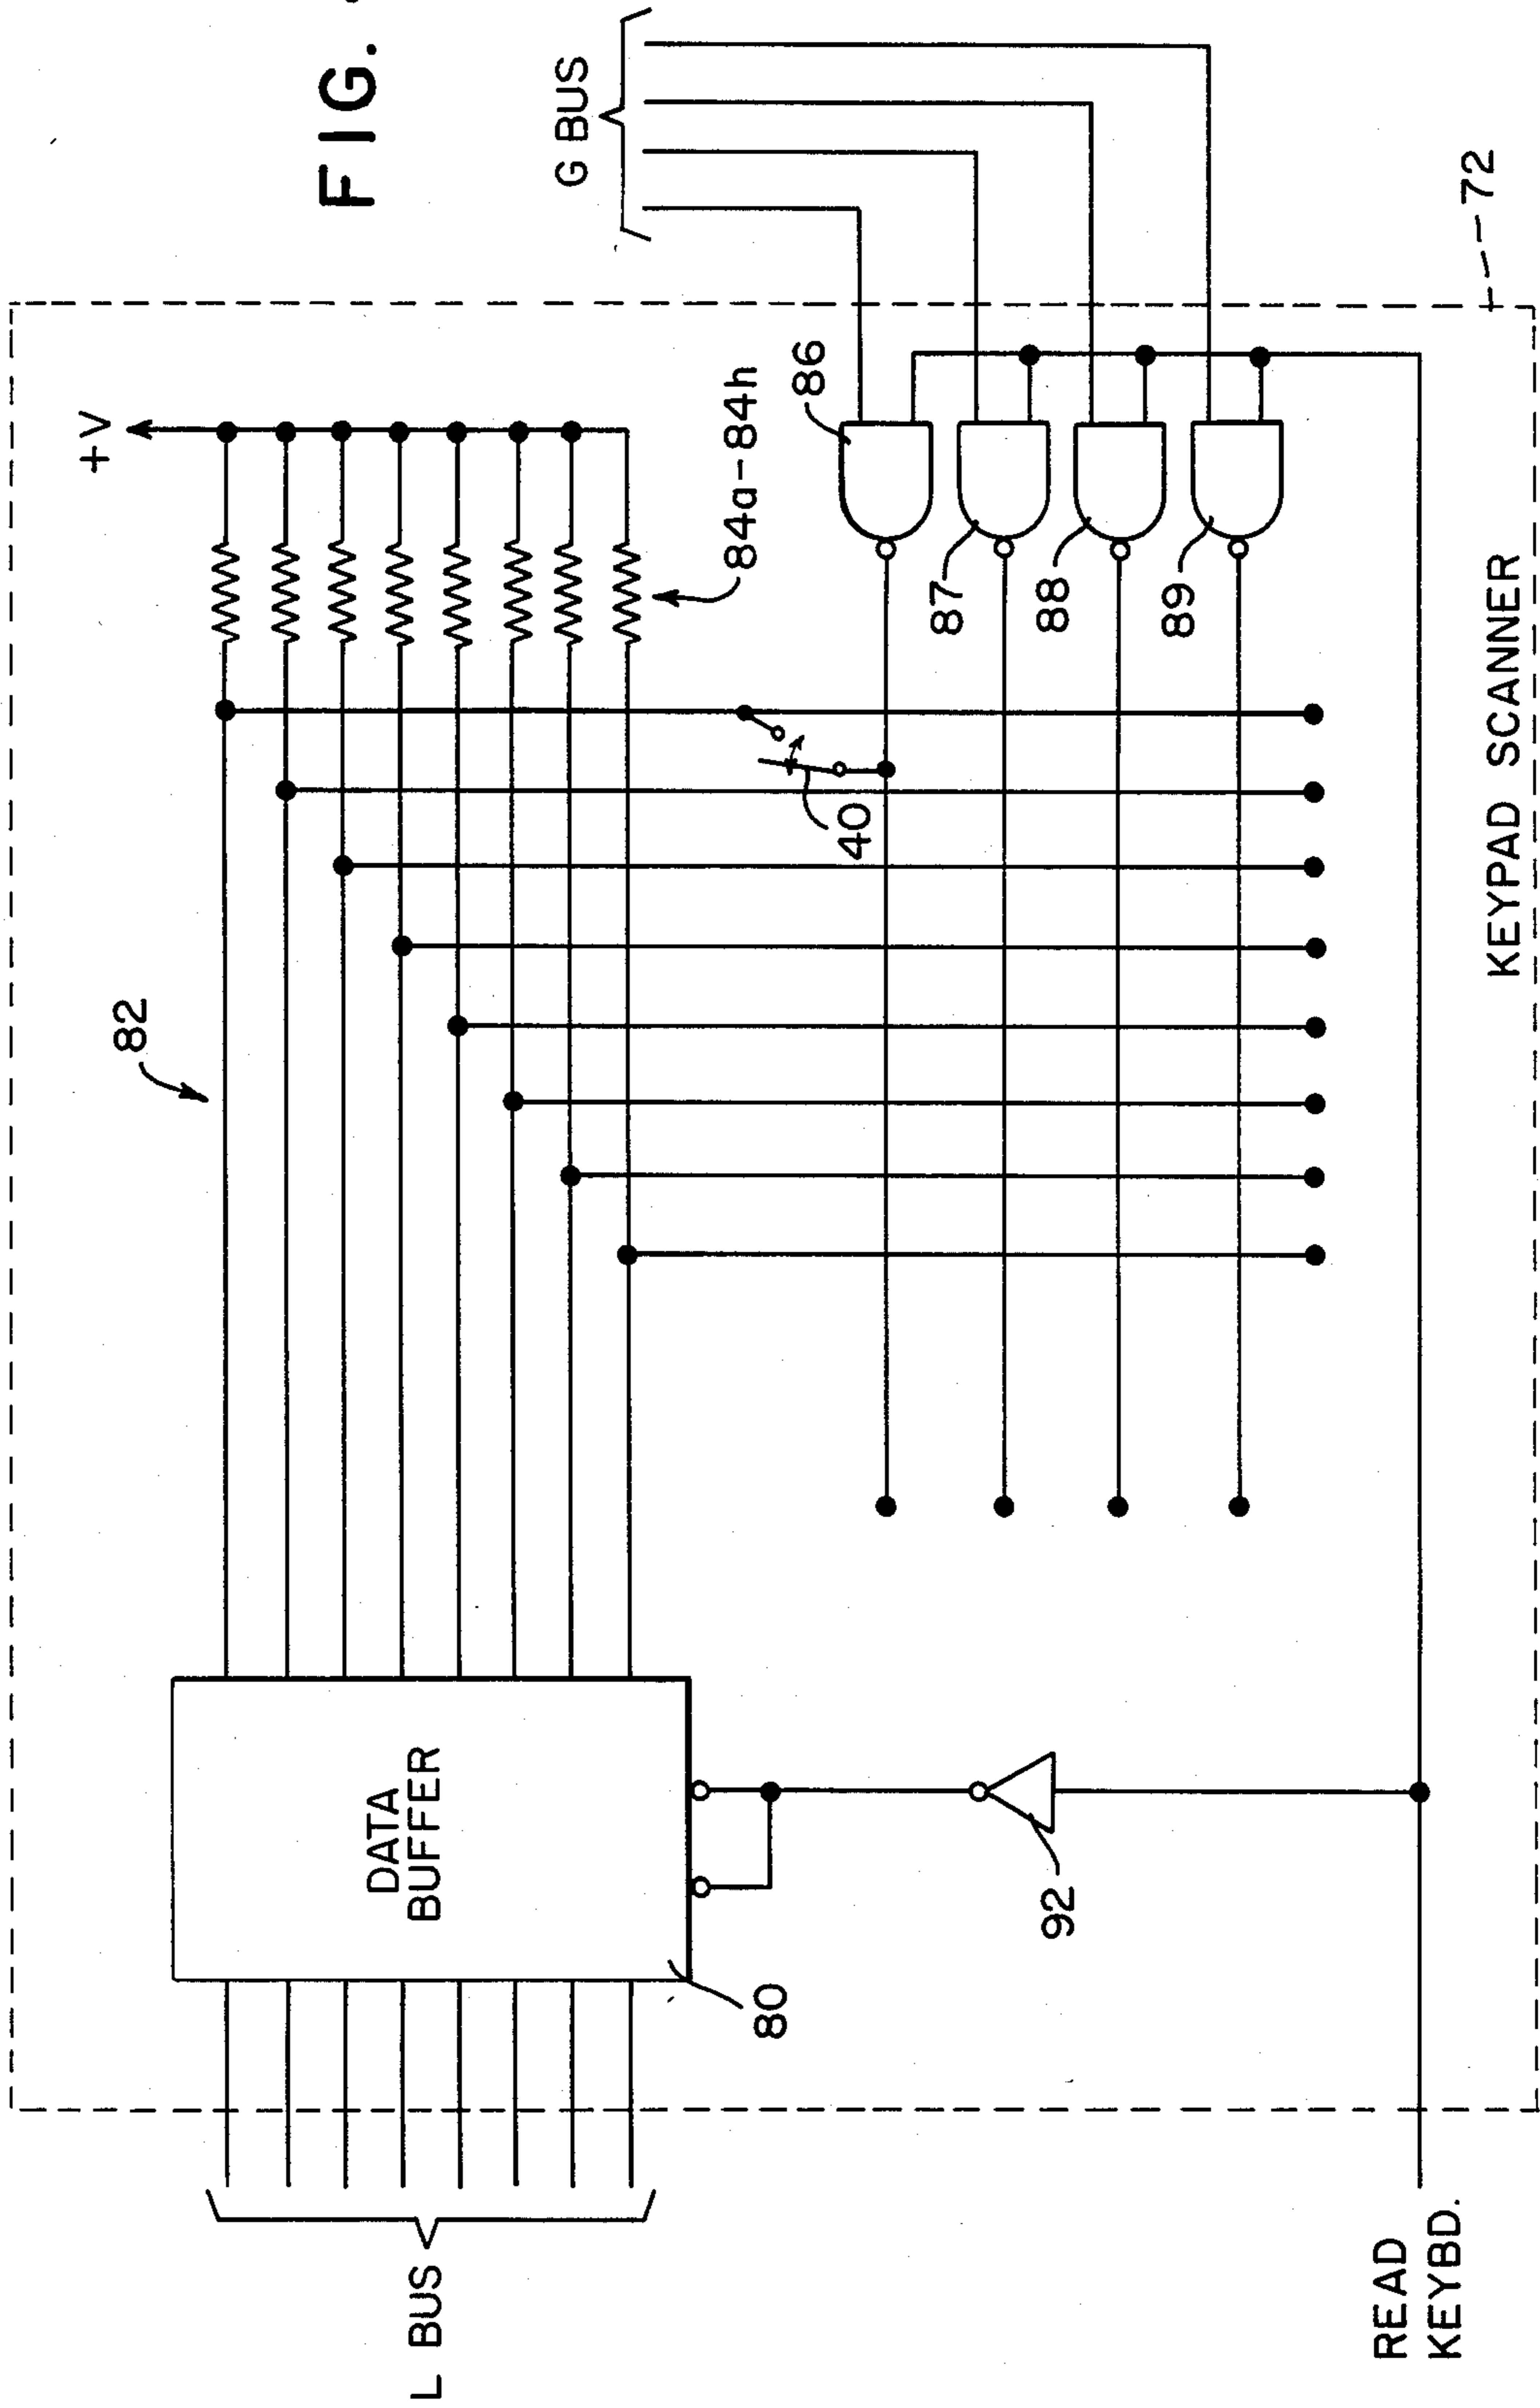 FIG.
G BUS
+V
72
86
84a-84h
87
88
89
40
82
KEYPAD SCANNER
DATA
BUFFER
92
80
L BUS
READ
KEYBD.